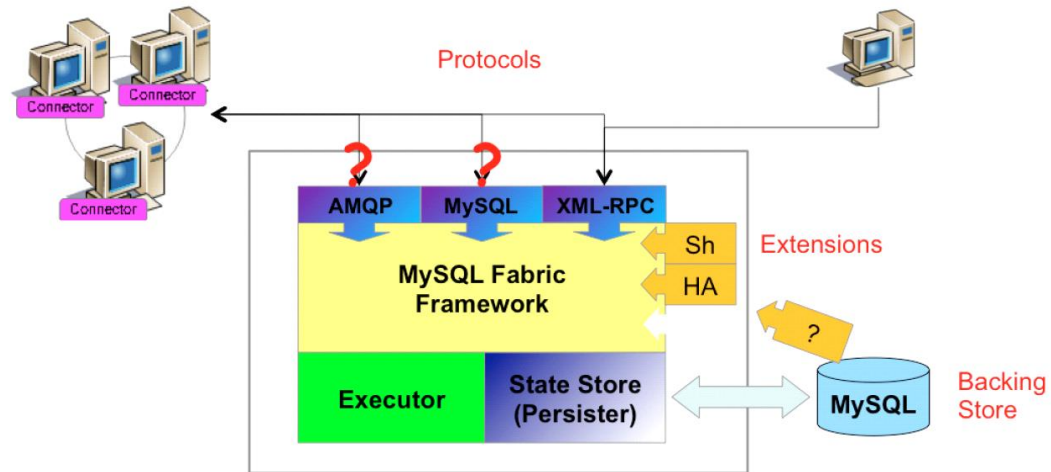 Protocols
Connector
Connector
Connector
?
?
AMQP
MySQL
XML-RPC
Sh
Extensions
MySQL Fabric
Framework
HA
?
Executor
State Store
(Persister)
MySQL
Backing
Store